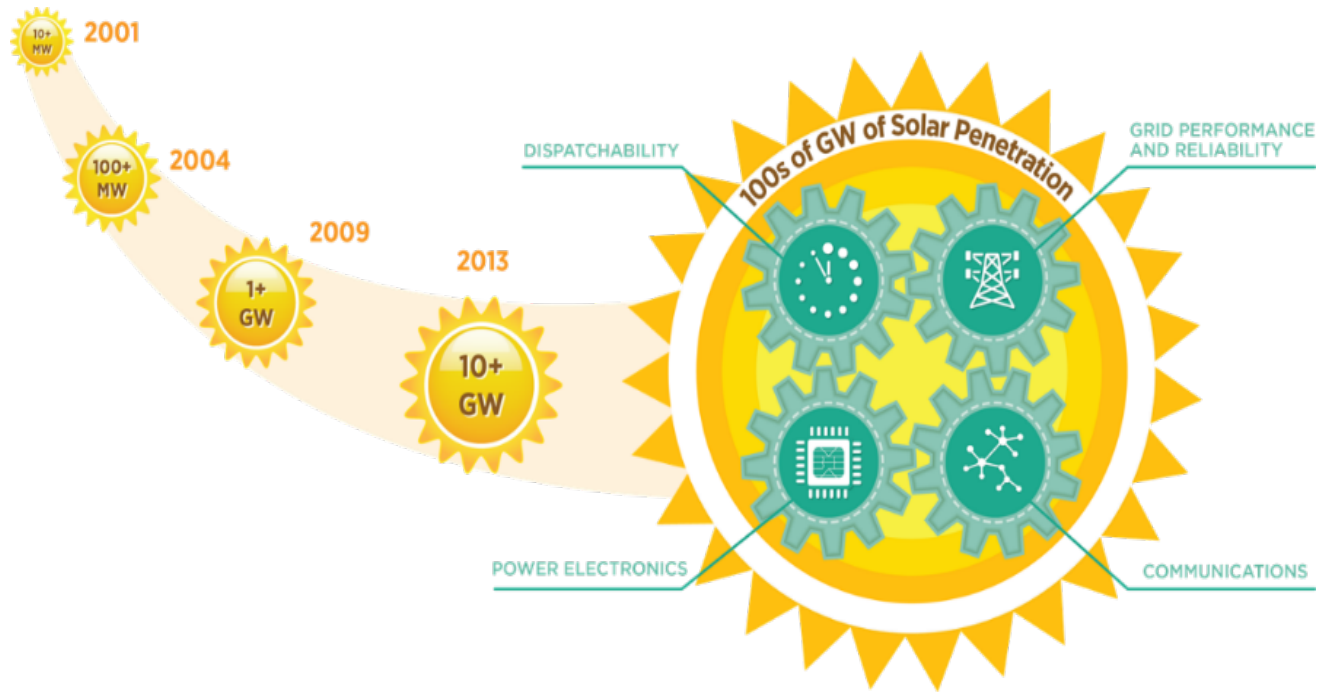 10+
MW
2001
100+
MW
2004
1+
GW
2009
10+
GW
2013
100s of GW of Solar Penetration
DISPATCHABILITY
GRID PERFORMANCE
AND RELIABILITY
POWER ELECTRONICS
COMMUNICATIONS